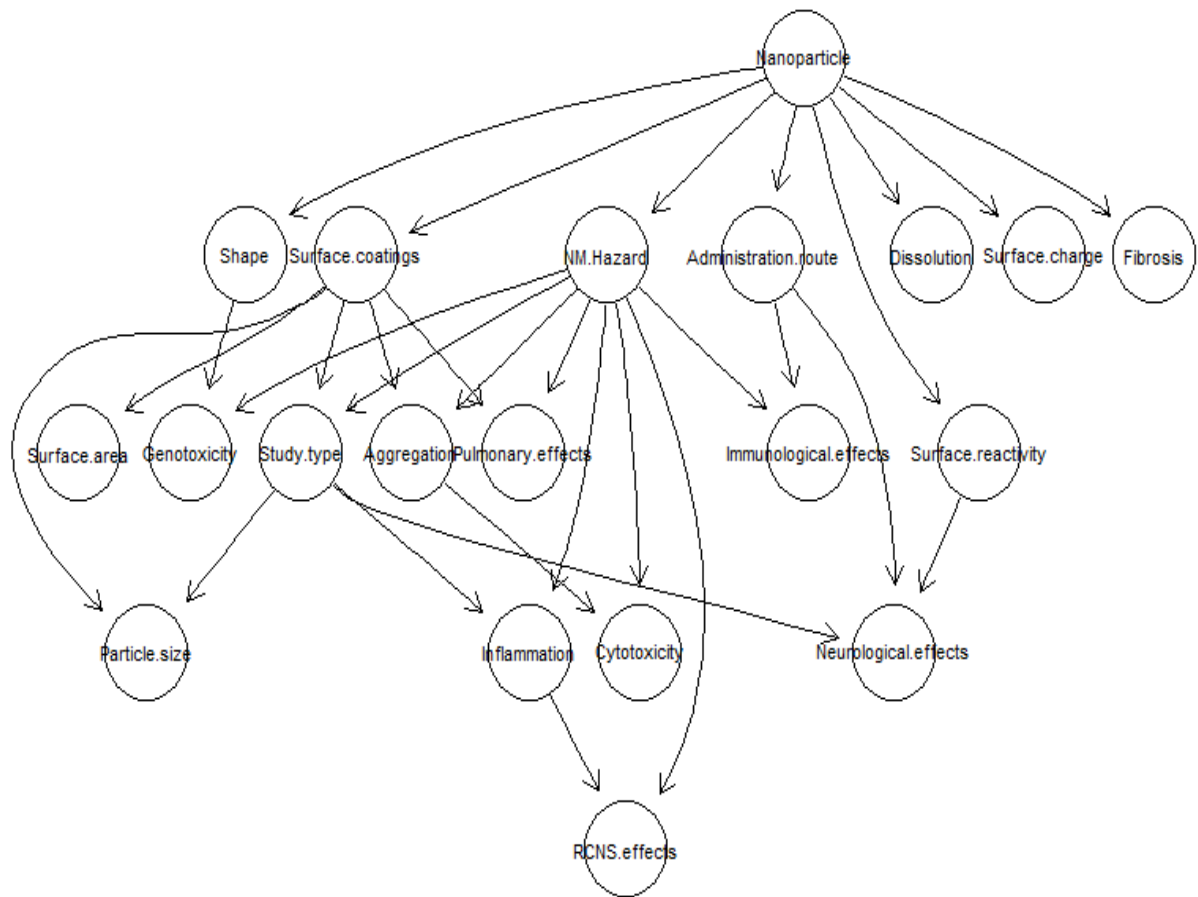 Nanoparticle
Shape
Surface.coatings
NM.Hazard
Administration.route
Dissolution
Surface.charge
Fibrosis
Surface.area
Genotoxicity
Study.type
Aggregation
Pulmonary.effects
Immunological.effects
Surface.reactivity
Particle.size
Inflammation
Cytotoxicity
Neurological.effects
RCNS.effects